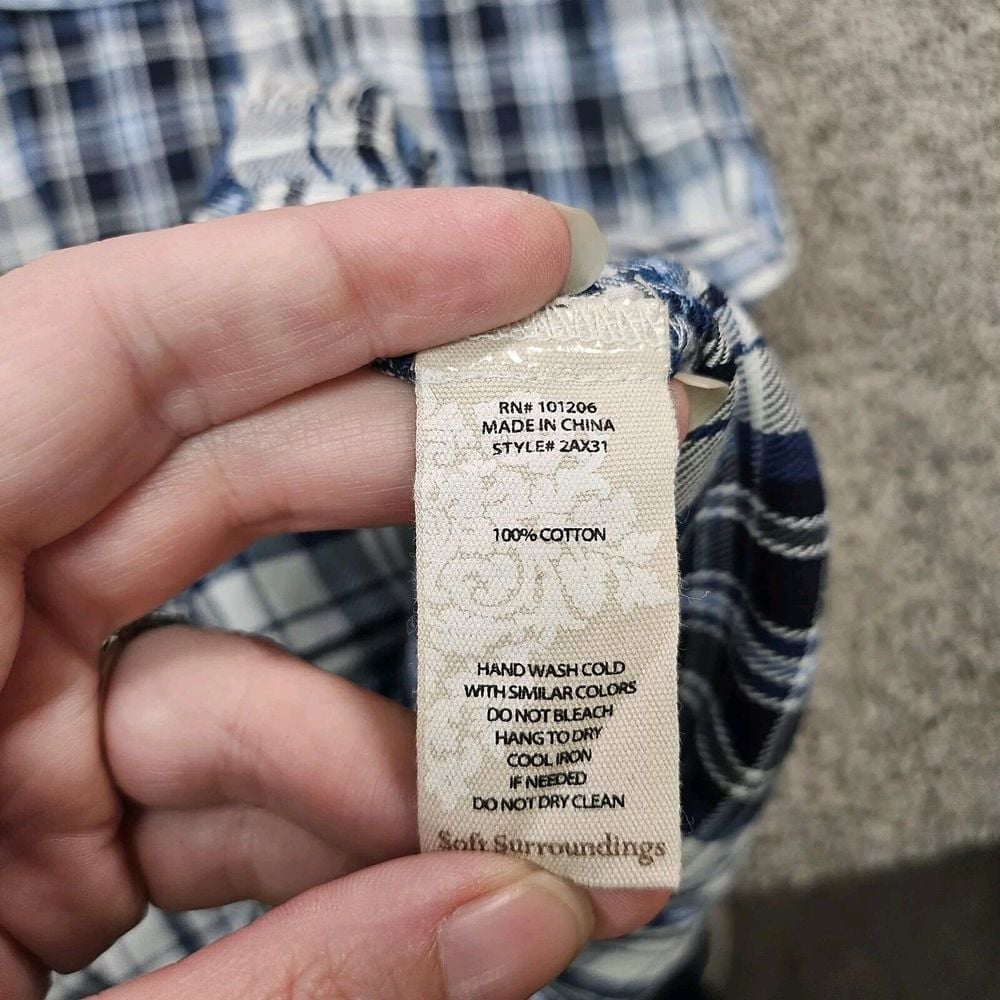 RN# 101206
MADE IN CHINA
STYLE# 2AX31
100% COTTON
HAND WASH COLD
WITH SIMILAR COLORS
DO NOT BLEACH
HANG TO DRY
COOL IRON
IF NEEDED
DO NOT DRY CLEAN
Soft Surroundings